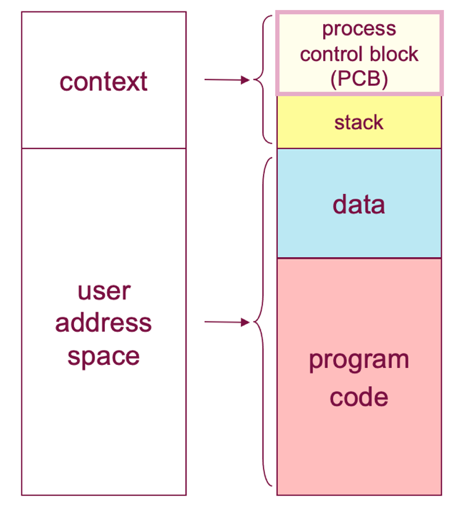 context
user
address
space
process
control block
(PCB)
stack
data
program
code